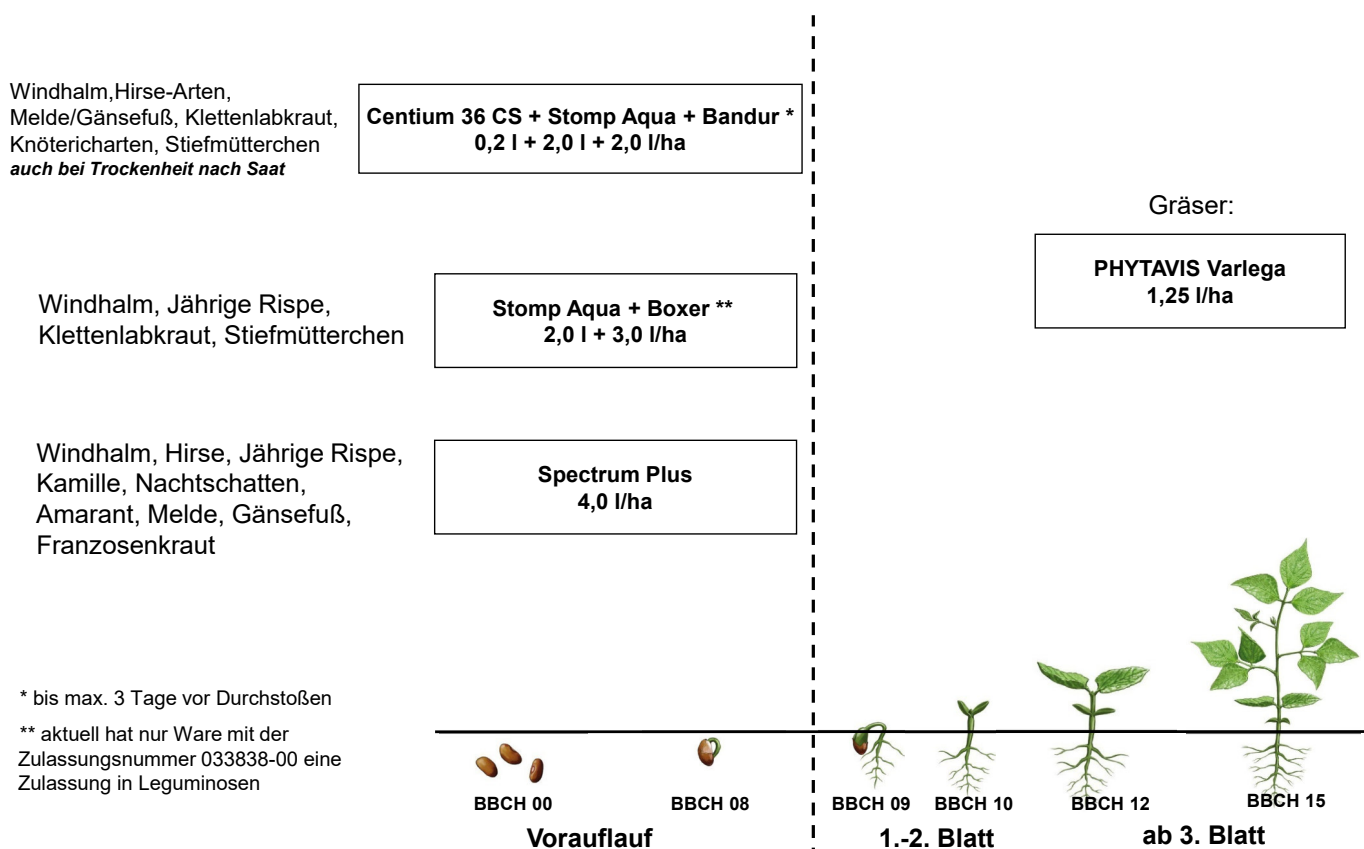 Windhalm,Hirse-Arten,
Melde/Gänsefuß, Klettenlabkraut,
Knötericharten, Stiefmütterchen
auch bei Trockenheit nach Saat
Centium 36 CS + Stomp Aqua + Bandur *
0,2 l + 2,0 l + 2,0 l/ha
Gräser:
PHYTAVIS Varlega
1,25 l/ha
Windhalm, Jährige Rispe,
Klettenlabkraut, Stiefmütterchen
Stomp Aqua + Boxer **
2,0 l + 3,0 l/ha
Windhalm, Hirse, Jährige Rispe,
Kamille, Nachtschatten,
Amarant, Melde, Gänsefuß,
Franzosenkraut
Spectrum Plus
4,0 l/ha
* bis max. 3 Tage vor Durchstoßen
** aktuell hat nur Ware mit der
Zulassungsnummer 033838-00 eine
Zulassung in Leguminosen
BBCH 00
BBCH 08
BBCH 09
BBCH 10
BBCH 12
BBCH 15
Vorauflauf
1.-2. Blatt
ab 3. Blatt